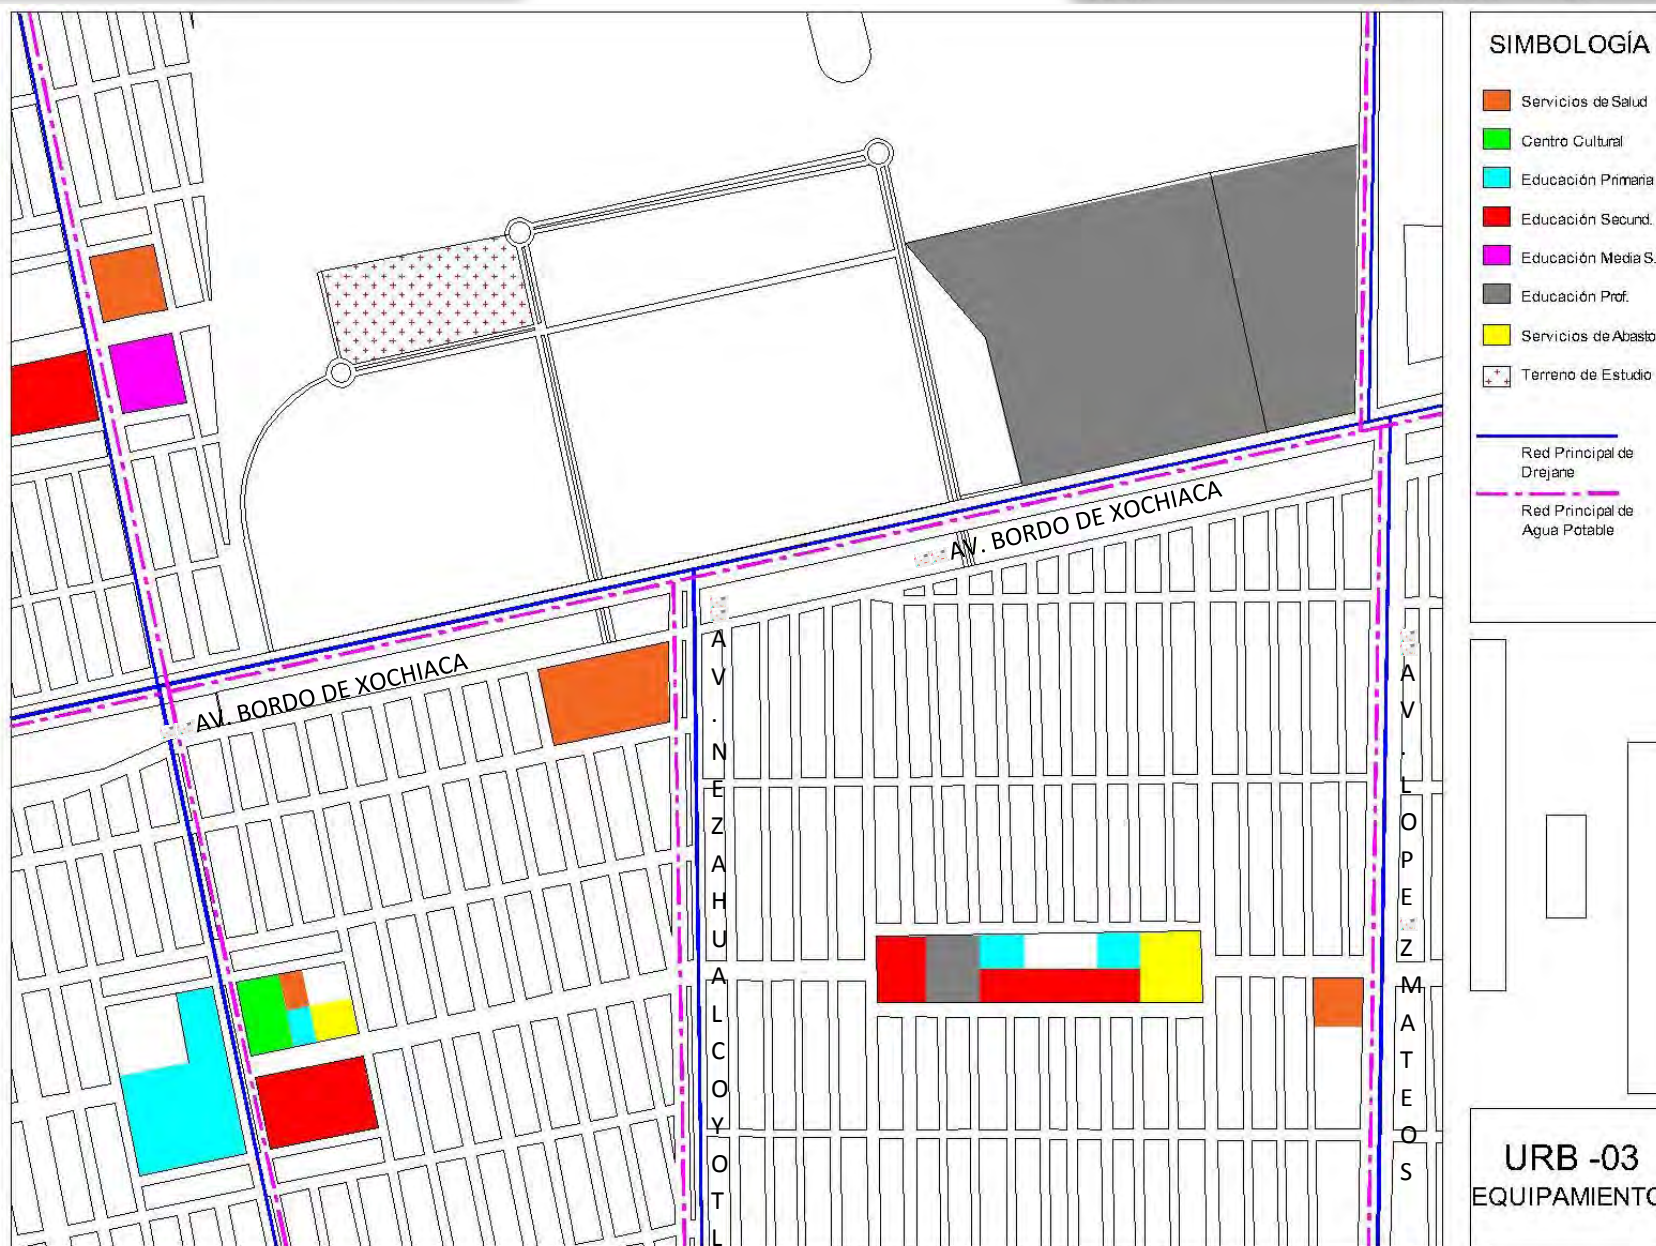 SIMBOLOGÍA
Servicios de Salud
Centro Cultural
Educación Primaria
Educación Secund.
Educación Media S.
Educación Prof.
Servicios de Abasto
Terreno de Estudio
Red Principal de
Drejane
Red Principal de
Agua Potable
AV. BORDO DE XOCHIACA
AV. BORDO DE XOCHIACA
AV. NEZAHUALCOYOTL
AV. LOPEZ MATEOS
URB -03
EQUIPAMIENTO